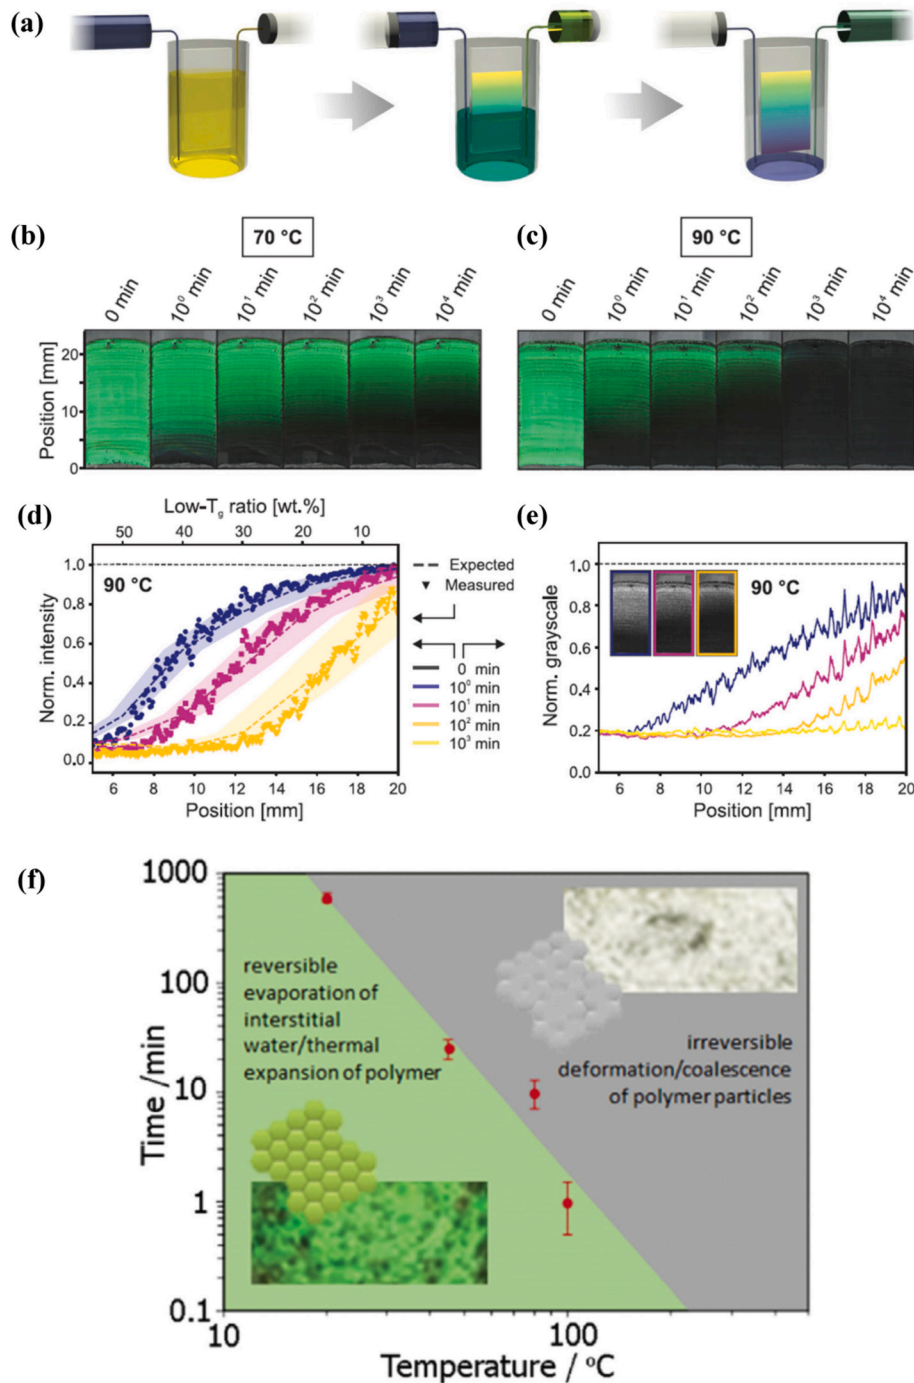 (a)
(b)
70 °C
(c)
90 °C
0 min
10⁰ min
10¹ min
10² min
10³ min
10⁴ min
0 min
10⁰ min
10¹ min
10² min
10³ min
10⁴ min
Position [mm]
20
10
0
Position [mm]
20
10
0
(d)
Low-Tg ratio [wt.%]
50 40 30 20 10
90 °C
Norm. intensity
1.0
0.8
0.6
0.4
0.2
0.0
6 8 10 12 14 16 18 20
Position [mm]
Expected
Measured
0 min
10⁰ min
10¹ min
10² min
10³ min
(e)
90 °C
Norm. grayscale
1.0
0.8
0.6
0.4
0.2
0.0
6 8 10 12 14 16 18 20
Position [mm]
(f)
Time /min
1000
100
10
1
0.1
reversible
evaporation of
interstitial
water/thermal
expansion of polymer
irreversible
deformation/coalescence
of polymer particles
10 100
Temperature / °C